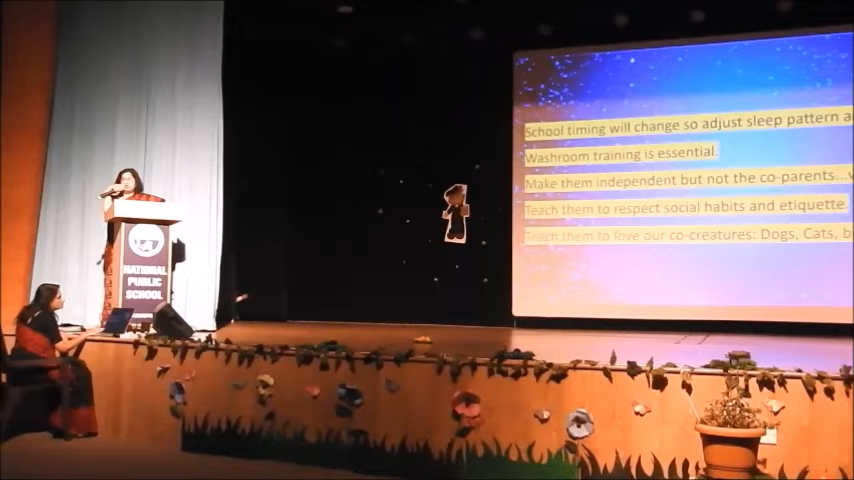 School timing will change so adjust sleep pattern a
Washroom training is essential.
Make them independent but NOT the co-parents...
Teach them to respect social habits and etiquette.
Teach them to love our co-creatures: Dogs, Cats, b
NATIONAL
PUBLIC
SCHOOL